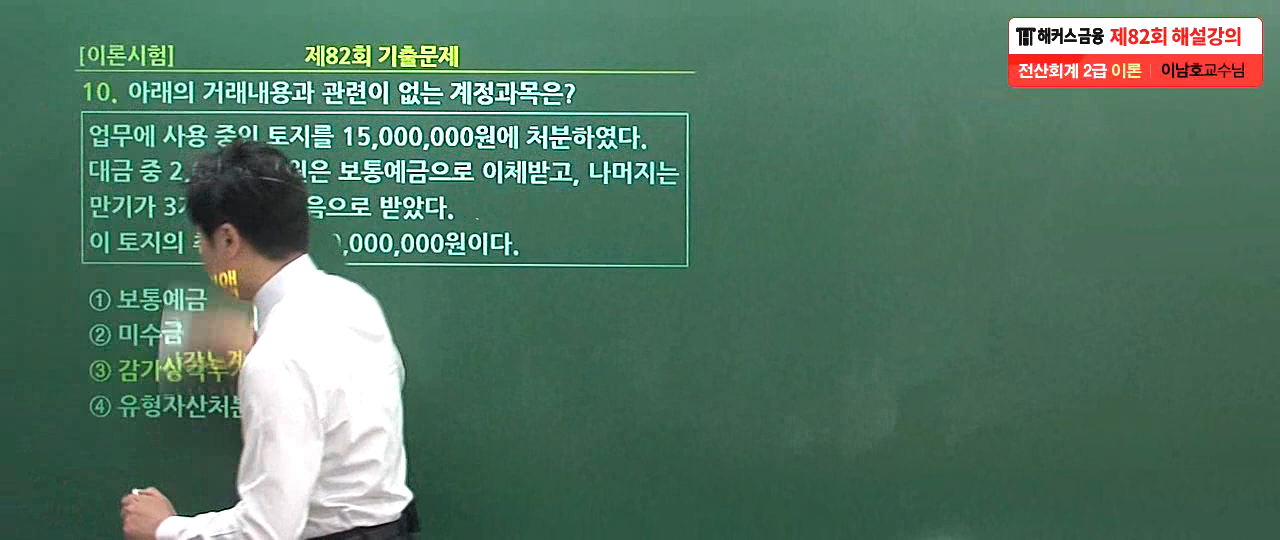 [이론시험] 제82회 기출문제
10. 아래의 거래내용과 관련이 없는 계정과목은?
업무에 사용 중인 토지를 15,000,000원에 처분하였다.
대금 중 2, 원은 보통예금으로 이체받고, 나머지는
만기가 3 음으로 받았다.
이 토지의 0,000,000원이다.
① 보통예금
② 미수금
③ 감가상각누계
④ 유형자산처분
해커스금융 제82회 해설강의
전산회계 2급 이론 | 이남호교수님